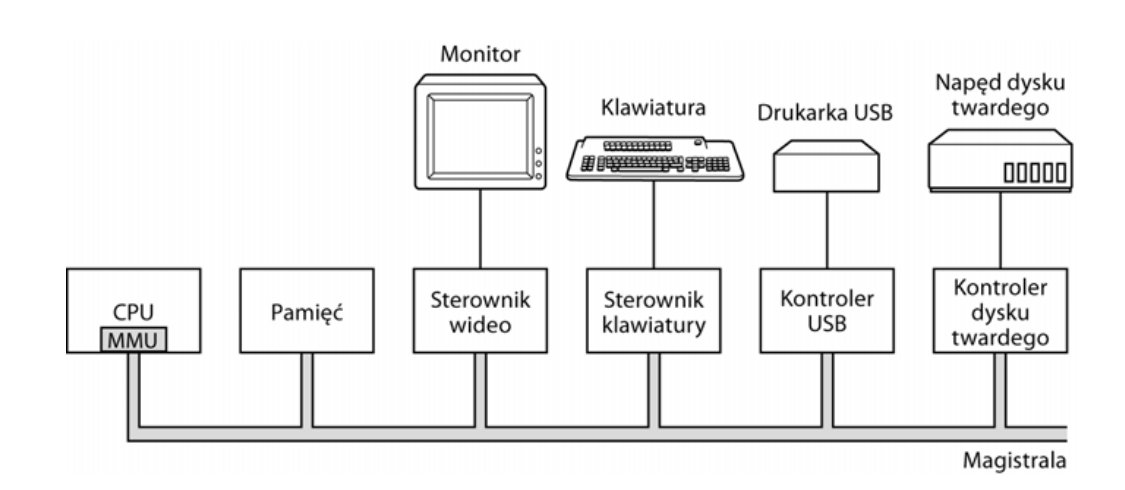 Monitor
Klawiatura
Drukarka USB
Napęd dysku
twardego
CPU
MMU
Pamięć
Sterownik
wideo
Sterownik
klawiatury
Kontroler
USB
Kontroler
dysku
twardego
Magistrala